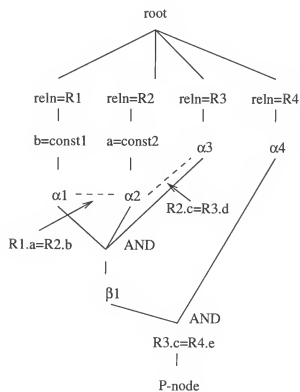 root
reln=R1 reln=R2 reln=R3 reln=R4
b=const1 a=const2
α3 α4
α1 α2
R2.c=R3.d
R1.a=R2.b AND
β1
AND
R3.c=R4.e
P-node